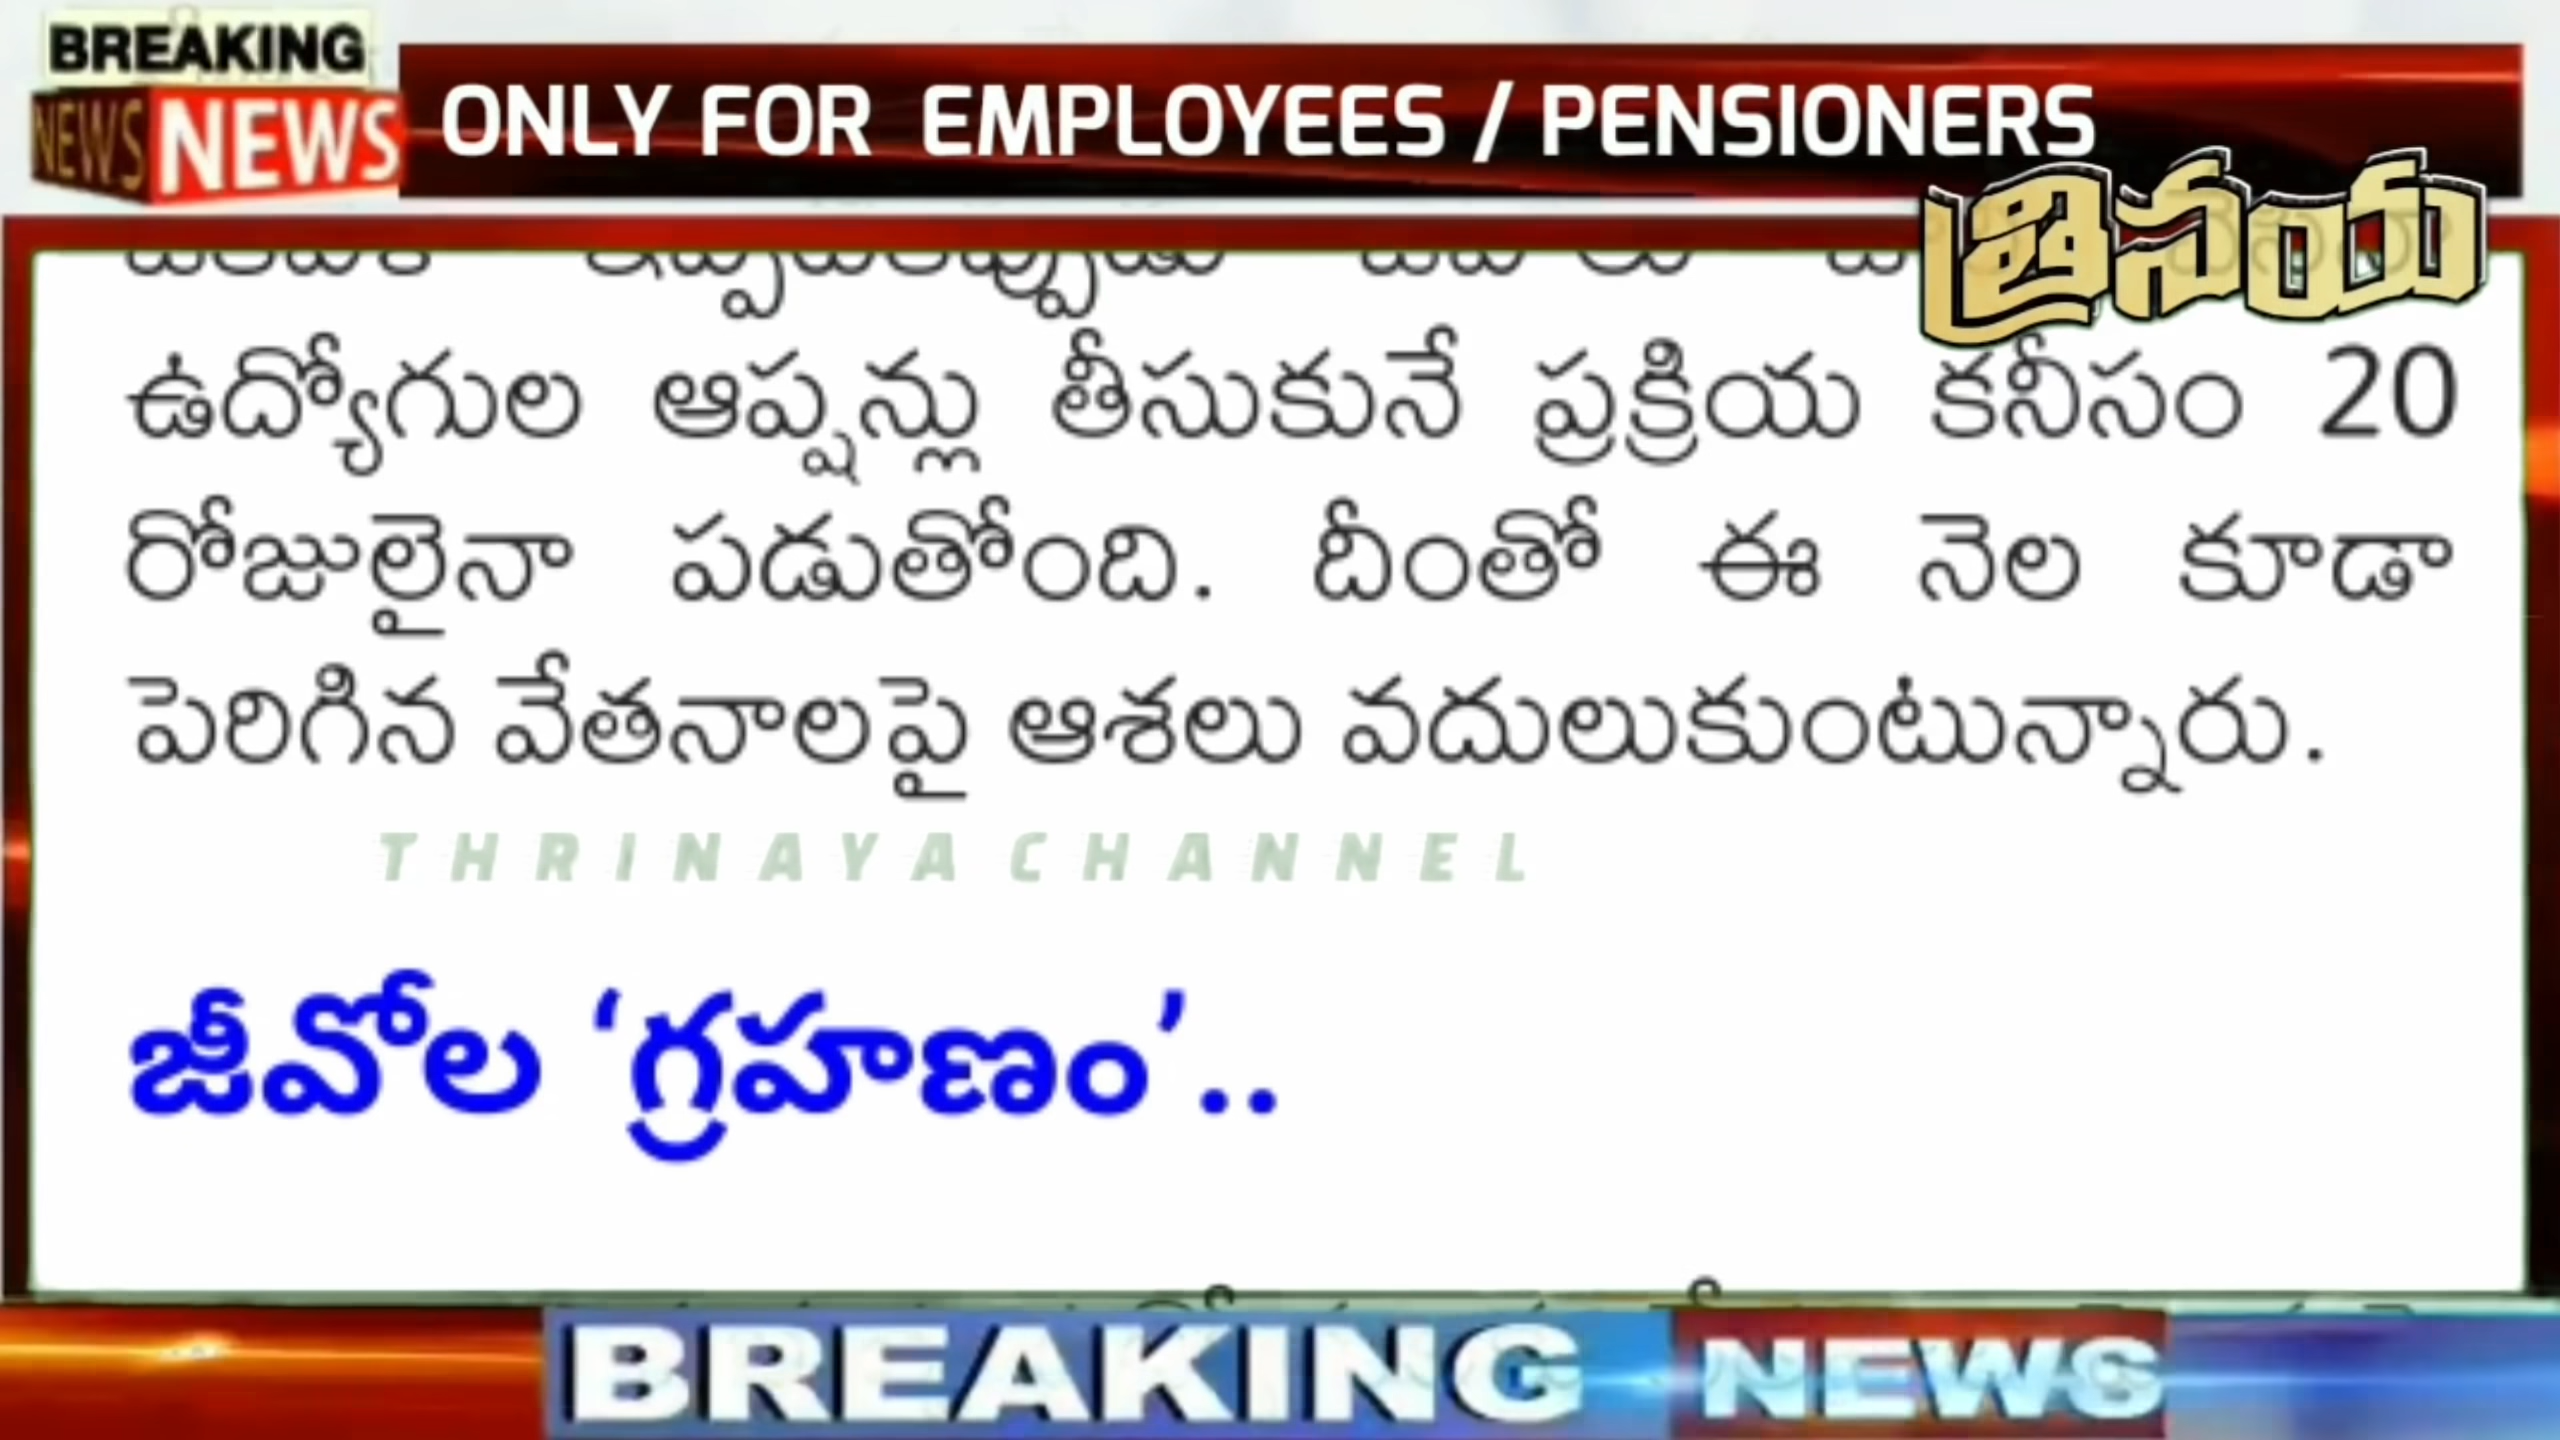 BREAKING
NEWS NEWS
ONLY FOR EMPLOYEES / PENSIONERS
త్రినయ
ఉద్యోగుల ఆప్షన్లు తీసుకునే ప్రక్రియ కనీసం 20
రోజులైనా పడుతోంది. దీంతో ఈ నెల కూడా
పెరిగిన వేతనాలపై ఆశలు వదులుకుంటున్నారు.
THRINAYA CHANNEL
జీవోల ‘గ్రహణం’..
BREAKING NEWS